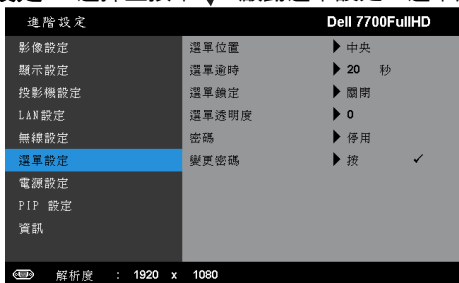 進階設定 Dell 7700FullHD
影像設定 選單位置 中央
顯示設定 選單逾時 20 秒
投影機設定 選單鎖定 關閉
LAN設定 選單透明度 0
無線設定 密碼 停用
選單設定 變更密碼 按 ✓
電源設定
PIP 設定
資訊
解析度 : 1920 x 1080